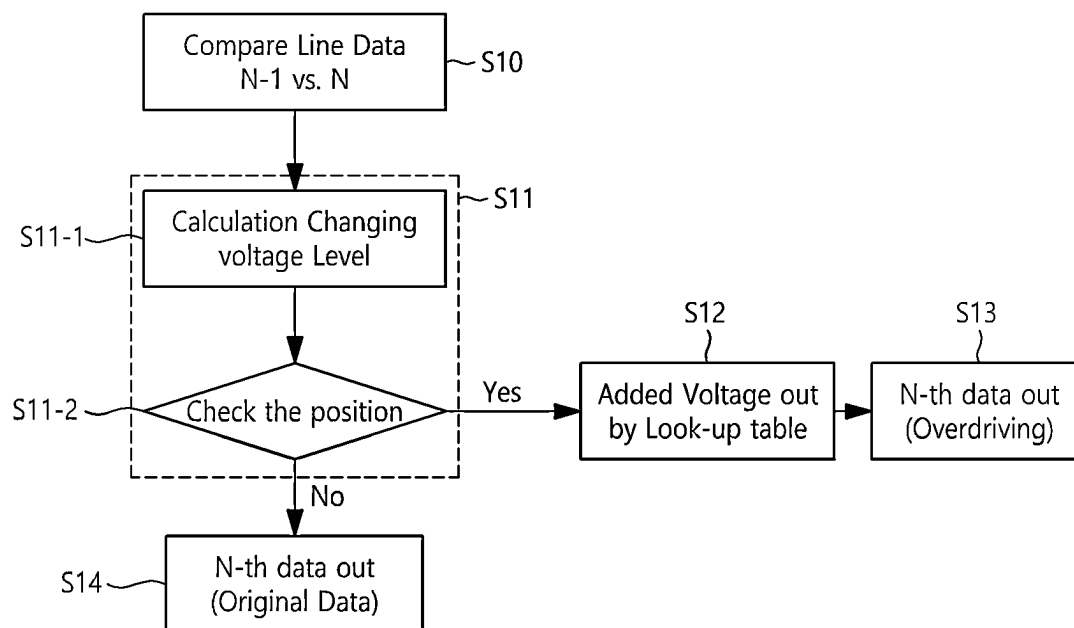 Compare Line Data
N-1 vs. N
S10
S11
S11-1
Calculation Changing
voltage Level
S11-2
Check the position
Yes
No
S12
Added Voltage out
by Look-up table
S13
N-th data out
(Overdriving)
S14
N-th data out
(Original Data)